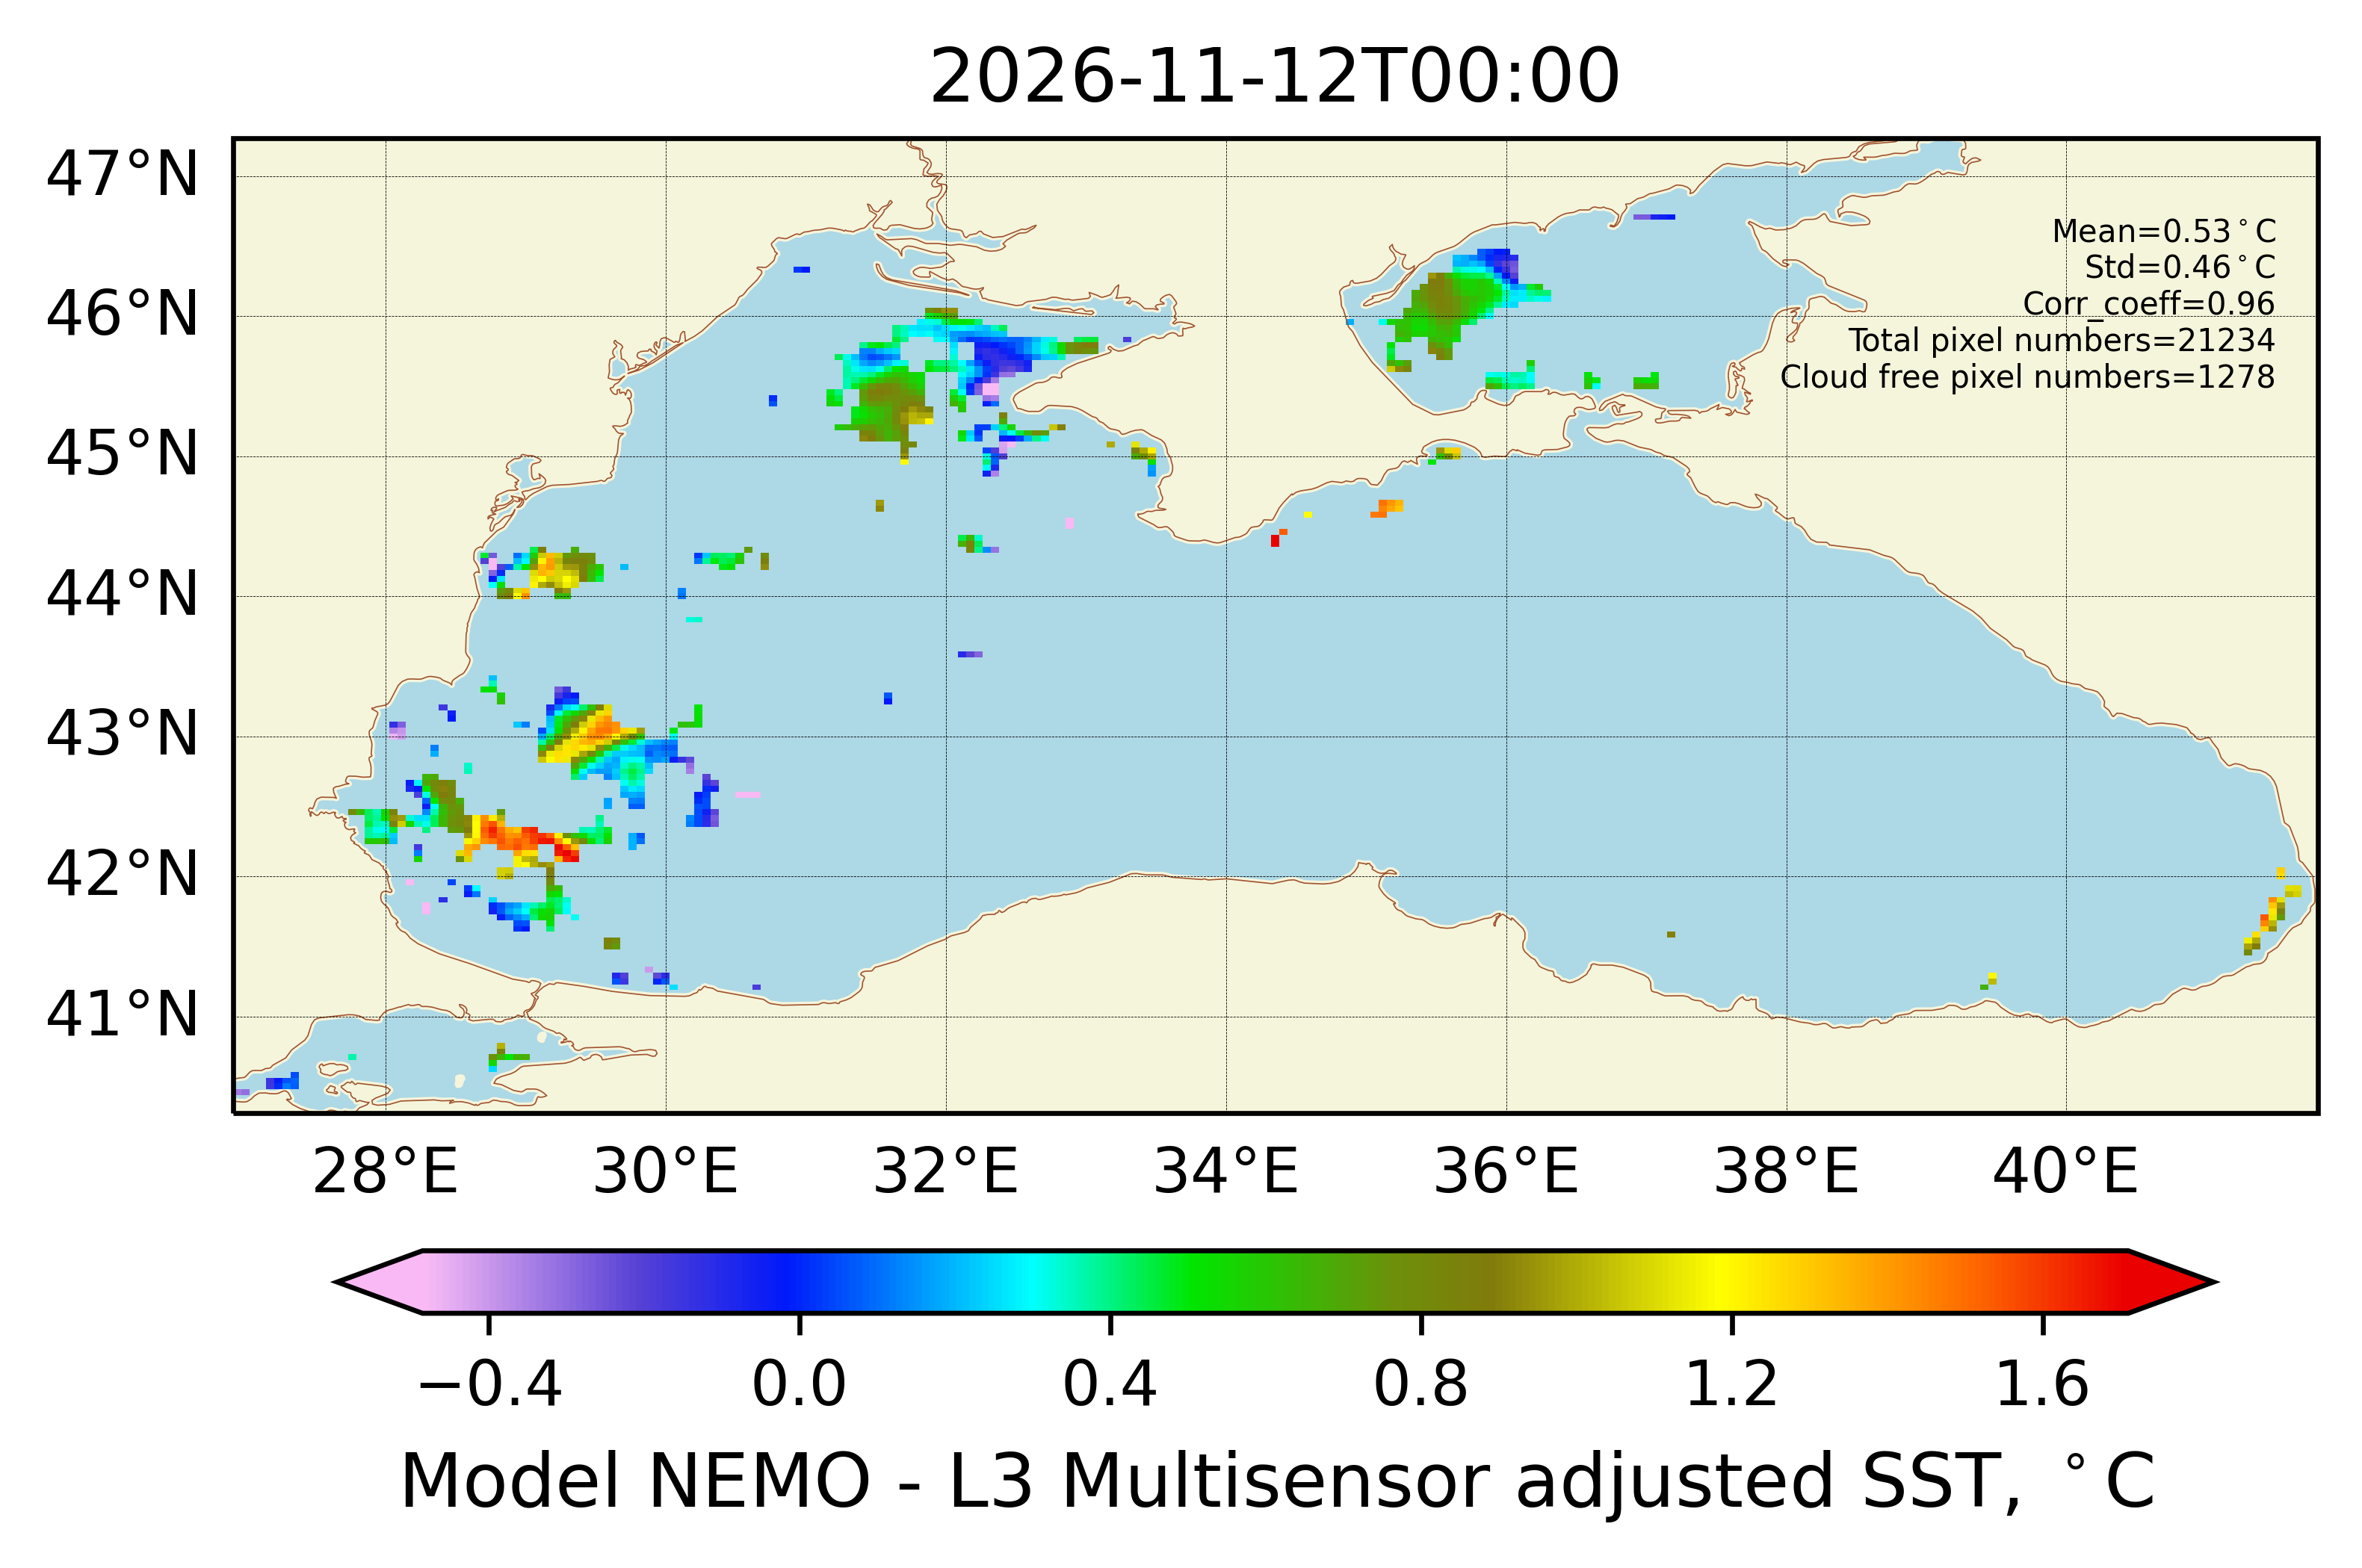 2026-11-12T00:00
47°N
46°N
45°N
44°N
43°N
42°N
41°N
Mean=0.53°C
Std=0.46°C
Corr_coeff=0.96
Total pixel numbers=21234
Cloud free pixel numbers=1278
28°E 30°E 32°E 34°E 36°E 38°E 40°E
−0.4 0.0 0.4 0.8 1.2 1.6
Model NEMO - L3 Multisensor adjusted SST, °C